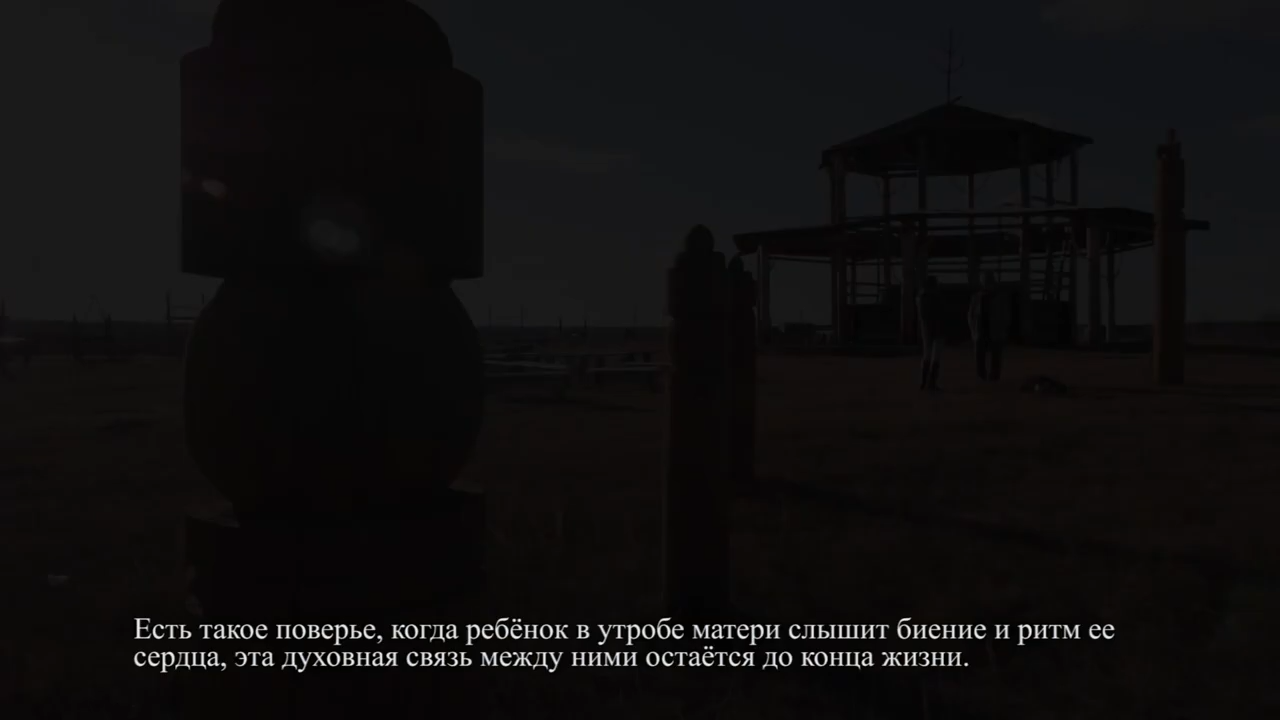 Есть такое поверье, когда ребёнок в утробе матери слышит биение и ритм ее
сердца, эта духовная связь между ними остаётся до конца жизни.